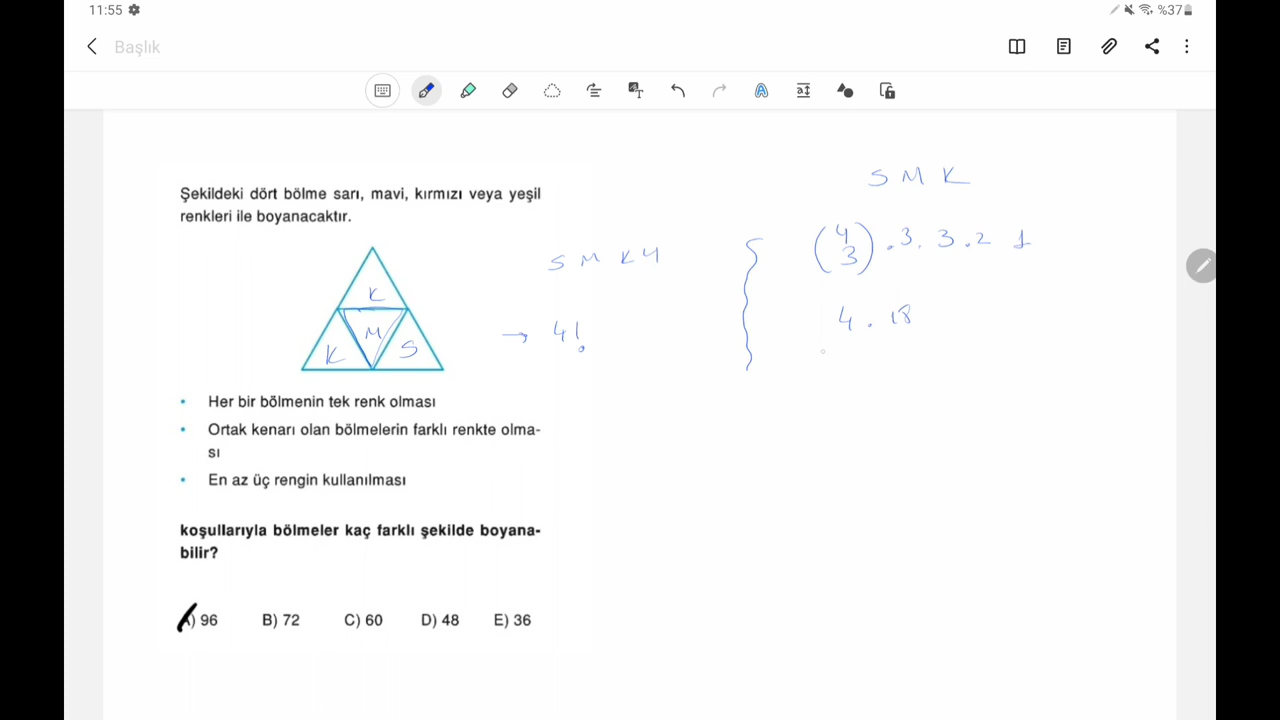 11:55 %37
Başlık
Şekildeki dört bölme sarı, mavi, kırmızı veya yeşil
renkleri ile boyanacaktır.
K
M
K
S
• Her bir bölmenin tek renk olması
• Ortak kenarı olan bölmelerin farklı renkte olma-
sı
• En az üç rengin kullanılması
koşullarıyla bölmeler kaç farklı şekilde boyana-
bilir?
A) 96 B) 72 C) 60 D) 48 E) 36
S M K Y
→ 4!
S M K
(4 3) . 3 . 3 . 2 1
4 . 18